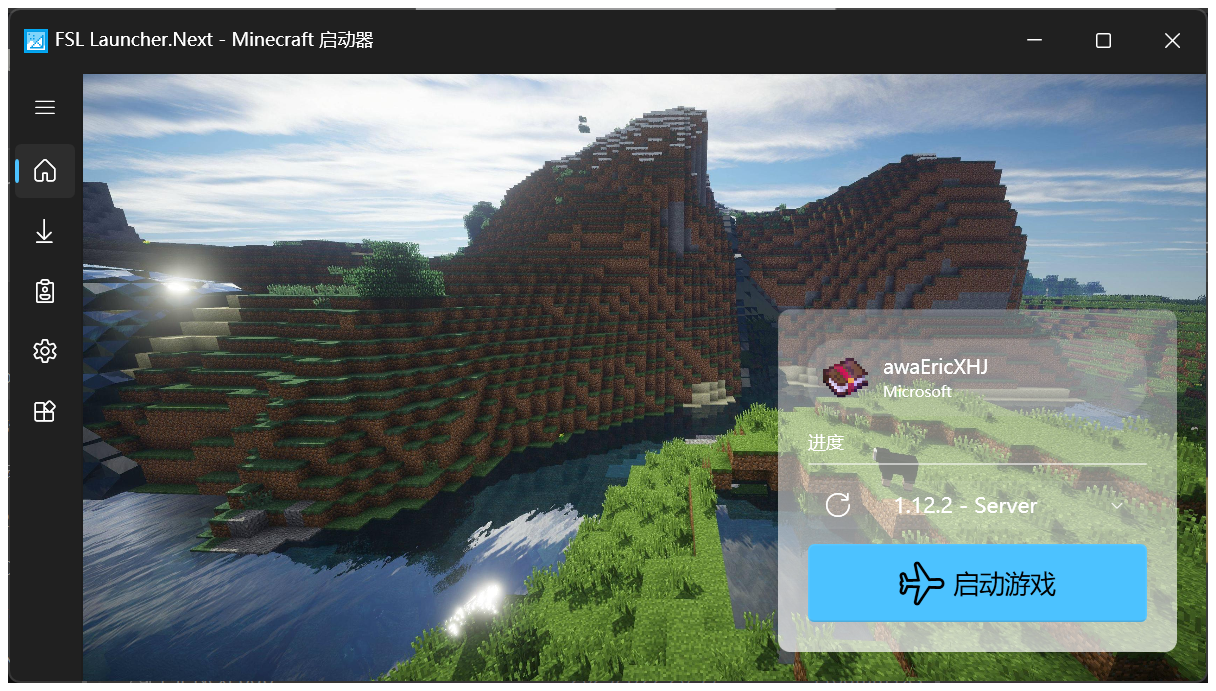 FSL Launcher.Next - Minecraft 启动器
awaEricXHJ
Microsoft
进度
1.12.2 - Server
启动游戏